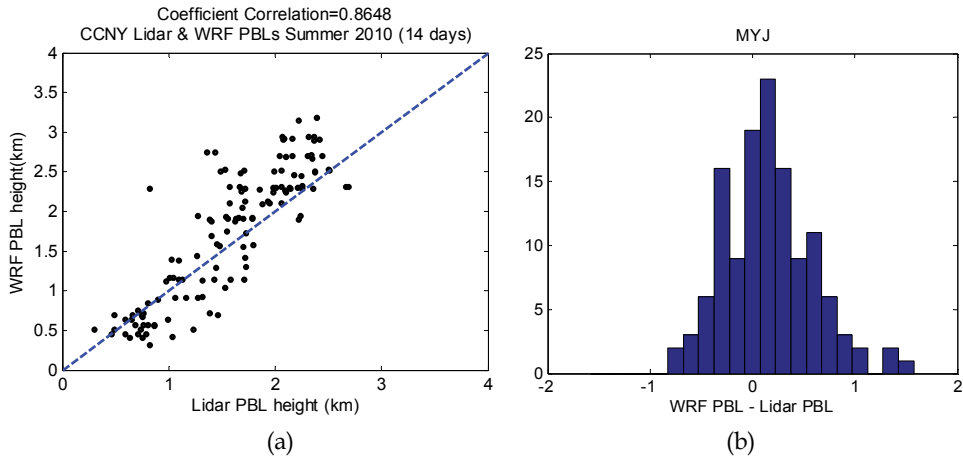 Coefficient Correlation=0.8648
CCNY Lidar & WRF PBLs Summer 2010 (14 days)
4
3.5
3
2.5
2
1.5
1
0.5
0
WRF PBL height(km)
0 1 2 3 4
Lidar PBL height (km)
(a)
MYJ
25
20
15
10
5
0
-2 -1 0 1 2
WRF PBL - Lidar PBL
(b)